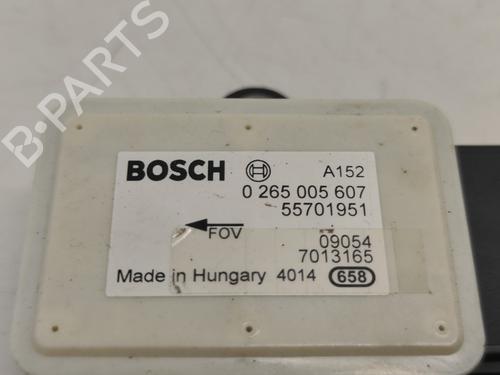 B-PARTS
BOSCH A152
0 265 005 607
55701951
FOV
09054
7013165
Made in Hungary 4014 658